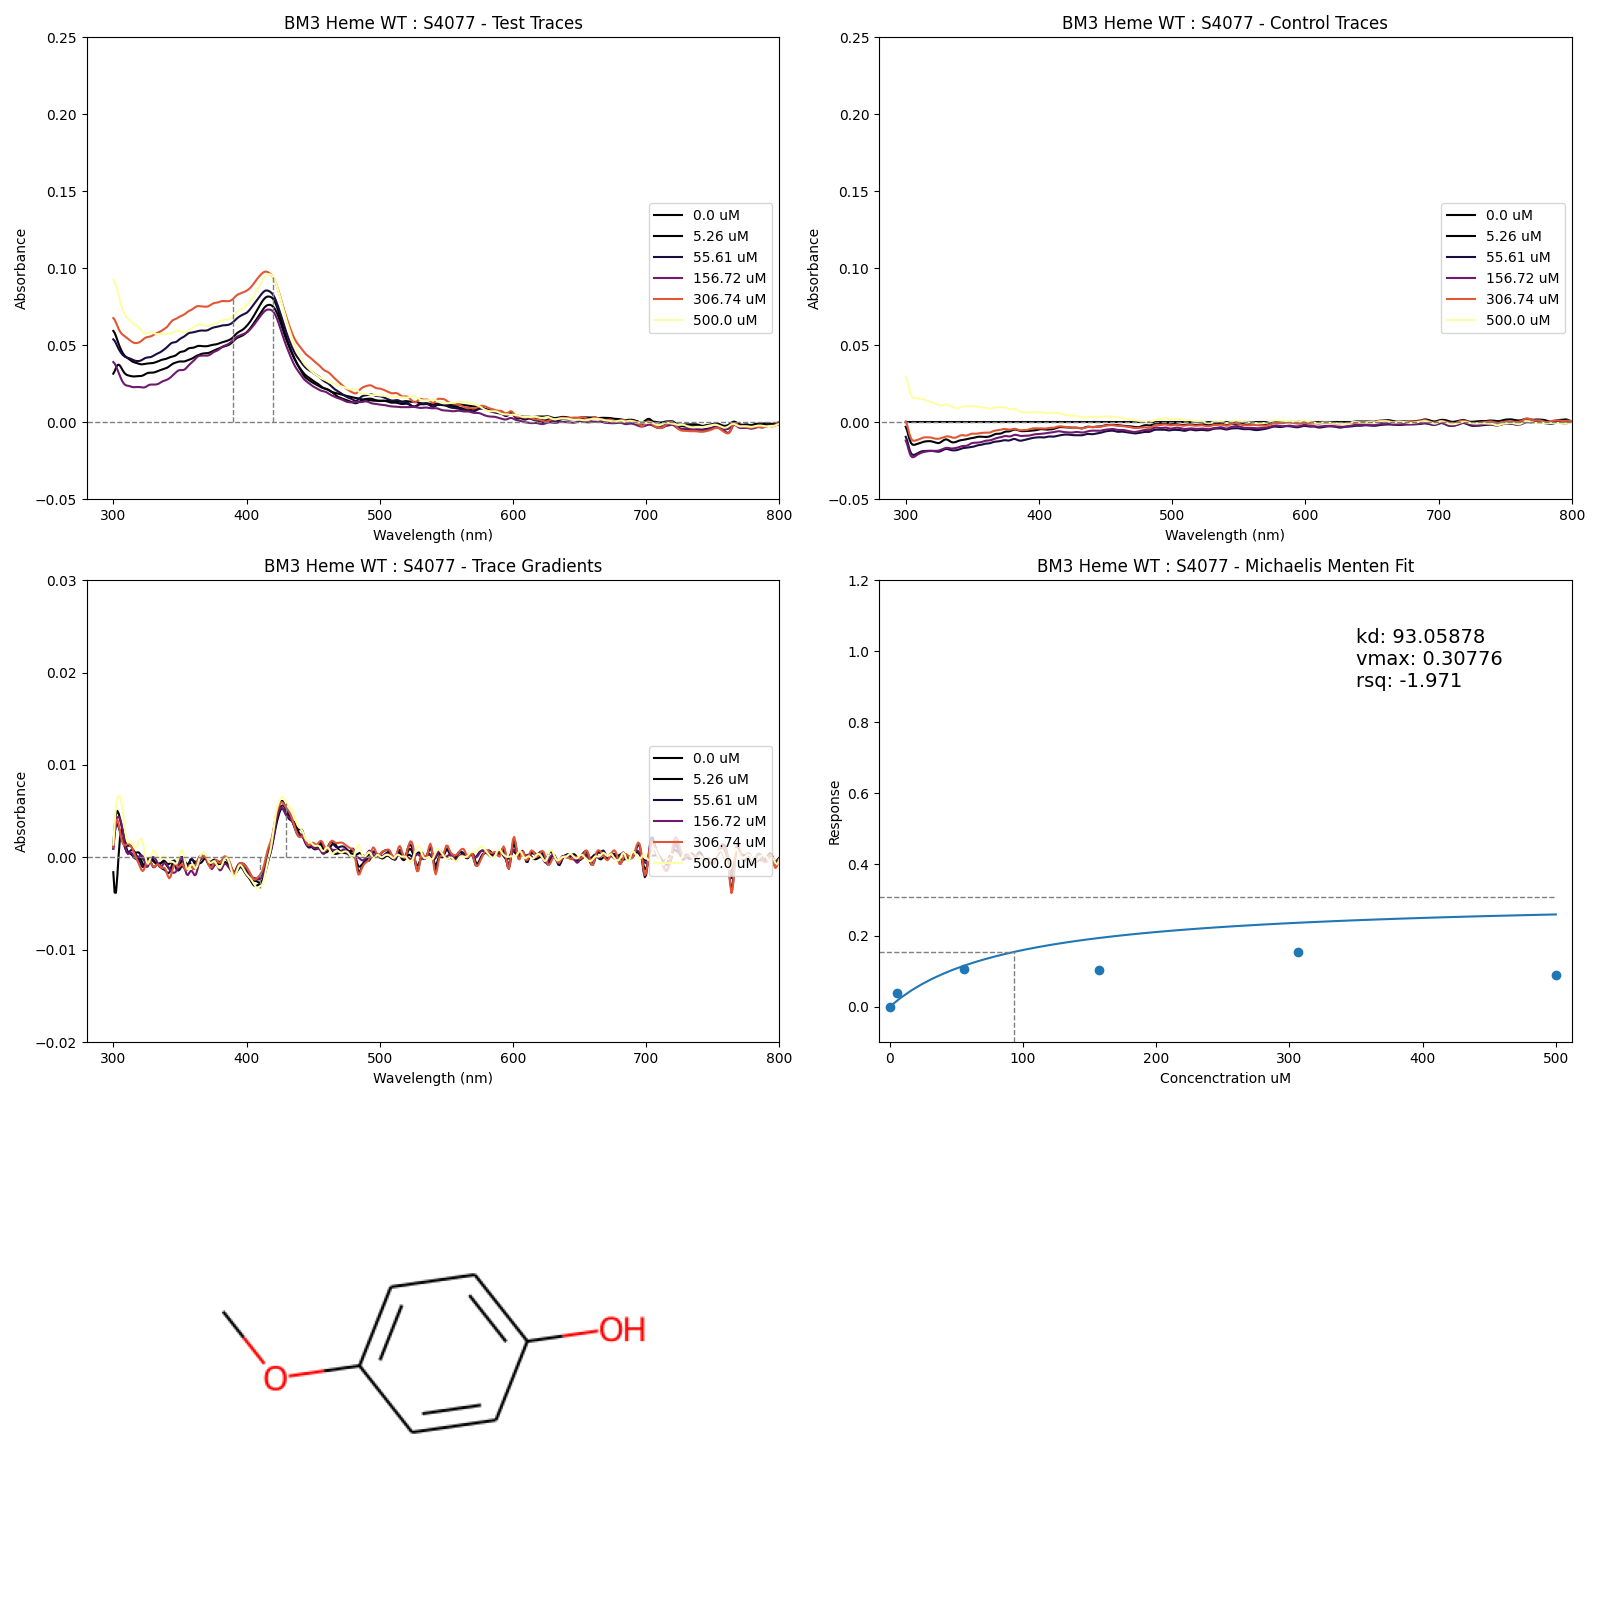 BM3 Heme WT : S4077 - Test Traces
0.25
0.20
0.15
0.10
0.05
0.00
−0.05
Absorbance
300 400 500 600 700 800
Wavelength (nm)
0.0 uM
5.26 uM
55.61 uM
156.72 uM
306.74 uM
500.0 uM
BM3 Heme WT : S4077 - Control Traces
0.25
0.20
0.15
0.10
0.05
0.00
−0.05
Absorbance
300 400 500 600 700 800
Wavelength (nm)
0.0 uM
5.26 uM
55.61 uM
156.72 uM
306.74 uM
500.0 uM
BM3 Heme WT : S4077 - Trace Gradients
0.03
0.02
0.01
0.00
−0.01
−0.02
Absorbance
300 400 500 600 700 800
Wavelength (nm)
0.0 uM
5.26 uM
55.61 uM
156.72 uM
306.74 uM
500.0 uM
BM3 Heme WT : S4077 - Michaelis Menten Fit
1.2
1.0
0.8
0.6
0.4
0.2
0.0
Response
0 100 200 300 400 500
Concenctration uM
kd: 93.05878
vmax: 0.30776
rsq: -1.971
OH
O